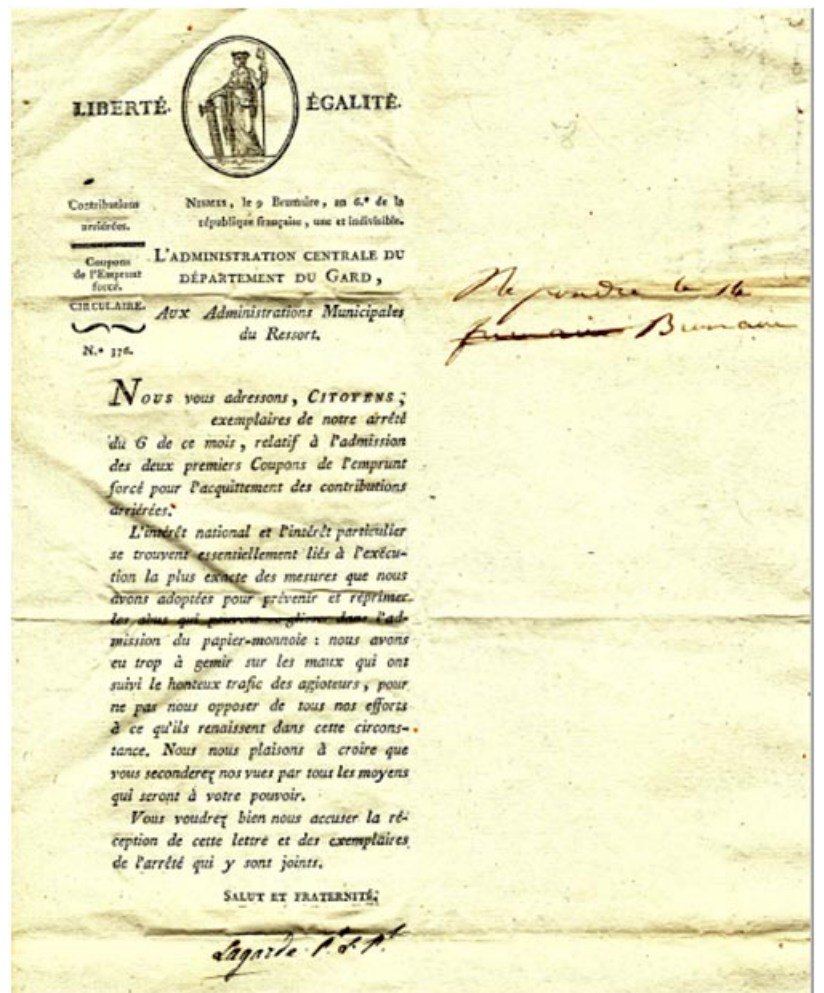 LIBERTÉ. ÉGALITÉ.
Contributions
arriérées.
Coupons
de l'Emprunt
forcé.
CIRCULAIRE.
N.º 376.
NISMES, le 9 Brumaire, an 6.e de la
république française, une et indivisible.
L'ADMINISTRATION CENTRALE DU
DÉPARTEMENT DU GARD,
Aux Administrations Municipales
du Ressort.
NOUS vous adressons, CITOYENS,
exemplaires de notre arrêté
du 6 de ce mois, relatif à l'admission
des deux premiers Coupons de l'emprunt
forcé pour l'acquittement des contributions
arriérées.
L'intérêt national et l'intérêt particulier
se trouvent essentiellement liés à l'exécu-
tion la plus exacte des mesures que nous
avons adoptées pour prévenir et réprimer
les abus qui peuvent se glisser dans l'ad-
mission du papier-monnoie : nous avons
eu trop à gémir sur les maux qui ont
suivi le honteux trafic des agioteurs, pour
ne pas nous opposer de tous nos efforts
à ce qu'ils renaissent dans cette circons-
tance. Nous nous plaisons à croire que
vous seconderez nos vues par tous les moyens
qui seront à votre pouvoir.
Vous voudrez bien nous accuser la ré-
ception de cette lettre et des exemplaires
de l'arrêté qui y sont joints.
SALUT ET FRATERNITÉ.
Lagarde
Repondre le 14
Brumaire